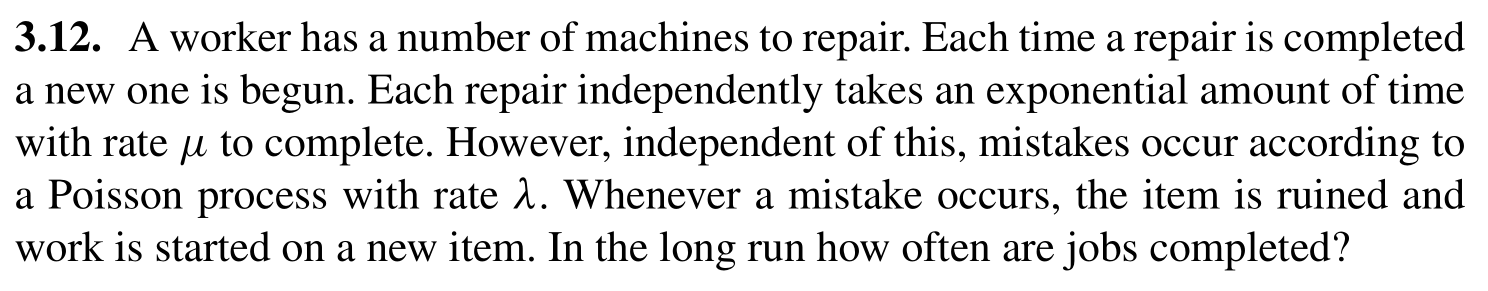 3.12. A worker has a number of machines to repair. Each time a repair is completed
a new one is begun. Each repair independently takes an exponential amount of time
with rate μ to complete. However, independent of this, mistakes occur according to
a Poisson process with rate λ. Whenever a mistake occurs, the item is ruined and
work is started on a new item. In the long run how often are jobs completed?